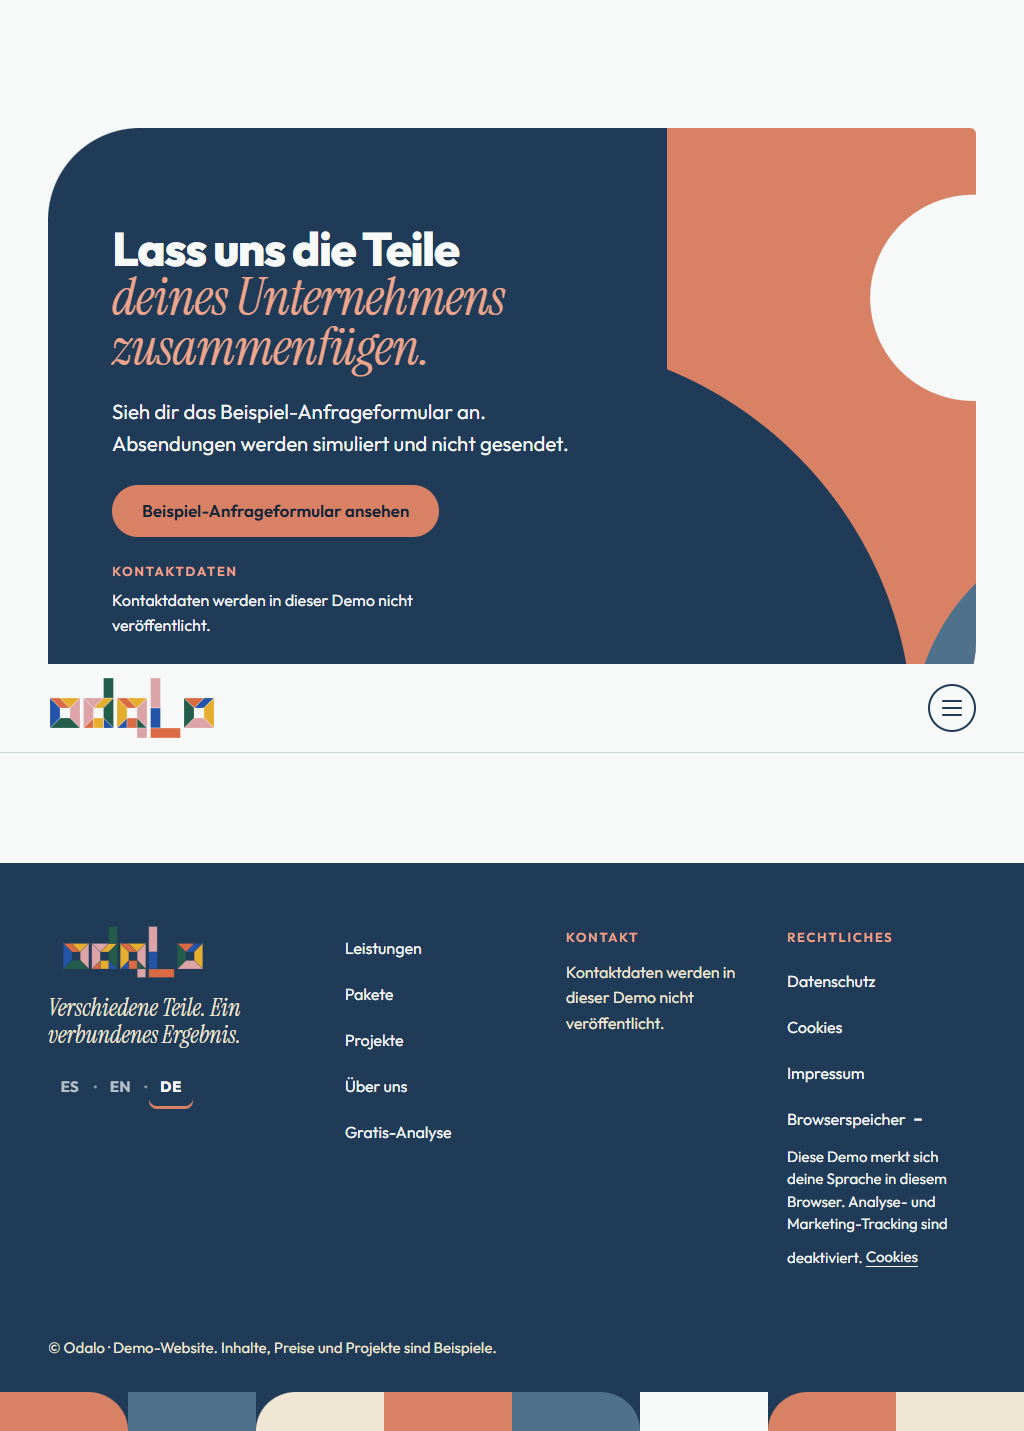 Lass uns die Teile
deines Unternehmens
zusammenfügen.
Sieh dir das Beispiel-Anfrageformular an.
Absendungen werden simuliert und nicht gesendet.
Beispiel-Anfrageformular ansehen
KONTAKTDATEN
Kontaktdaten werden in dieser Demo nicht
veröffentlicht.
odalo
odalo
Verschiedene Teile. Ein
verbundenes Ergebnis.
ES · EN · DE
Leistungen
Pakete
Projekte
Über uns
Gratis-Analyse
KONTAKT
Kontaktdaten werden in
dieser Demo nicht
veröffentlicht.
RECHTLICHES
Datenschutz
Cookies
Impressum
Browserspeicher –
Diese Demo merkt sich
deine Sprache in diesem
Browser. Analyse- und
Marketing-Tracking sind
deaktiviert. Cookies
© Odalo · Demo-Website. Inhalte, Preise und Projekte sind Beispiele.